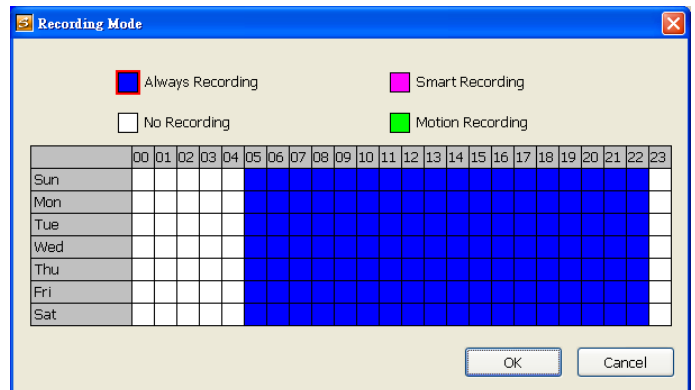 Recording Mode
Always Recording
Smart Recording
No Recording
Motion Recording
00 01 02 03 04 05 06 07 08 09 10 11 12 13 14 15 16 17 18 19 20 21 22 23
Sun
Mon
Tue
Wed
Thu
Fri
Sat
OK
Cancel